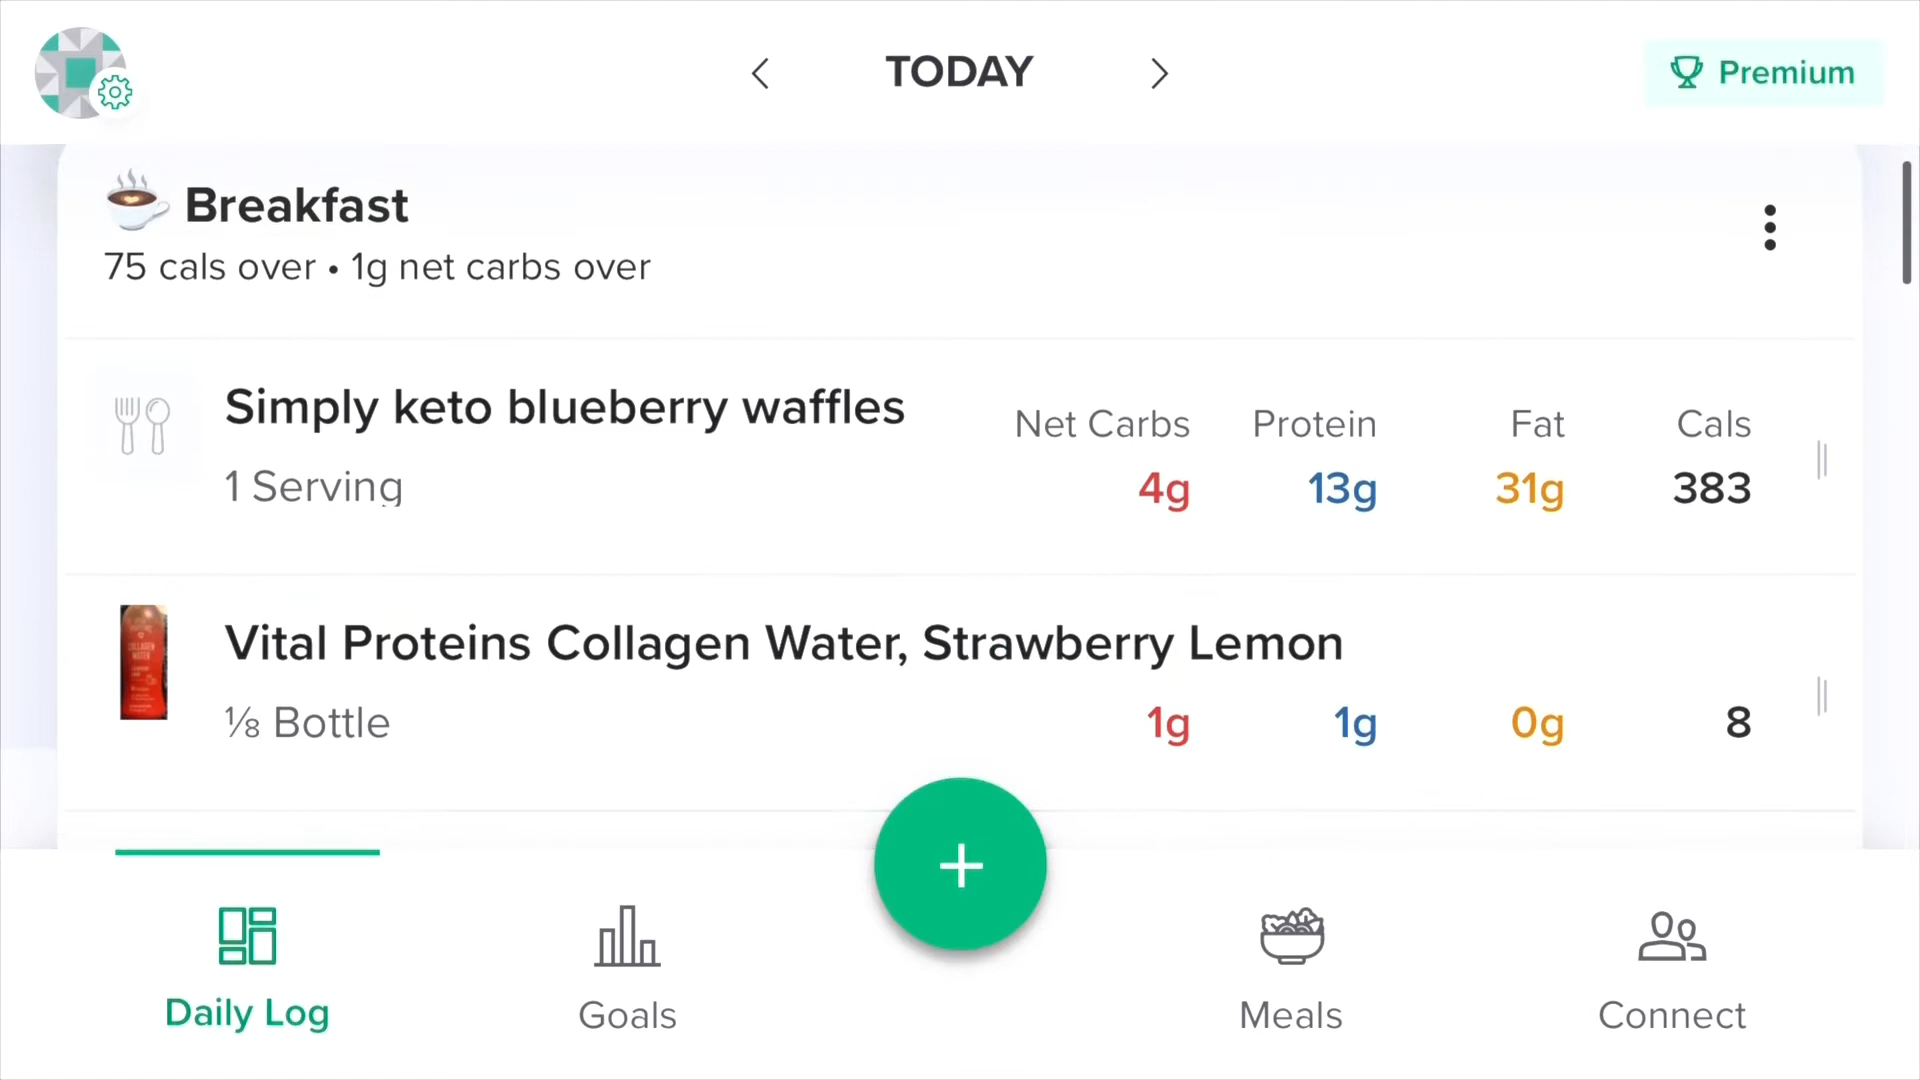 TODAY
Premium
Breakfast
75 cals over • 1g net carbs over
Simply keto blueberry waffles
Net Carbs Protein Fat Cals
1 Serving
4g 13g 31g 383
Vital Proteins Collagen Water, Strawberry Lemon
⅛ Bottle
1g 1g 0g 8
COLLAGEN
WATER
+
Daily Log
Goals
Meals
Connect